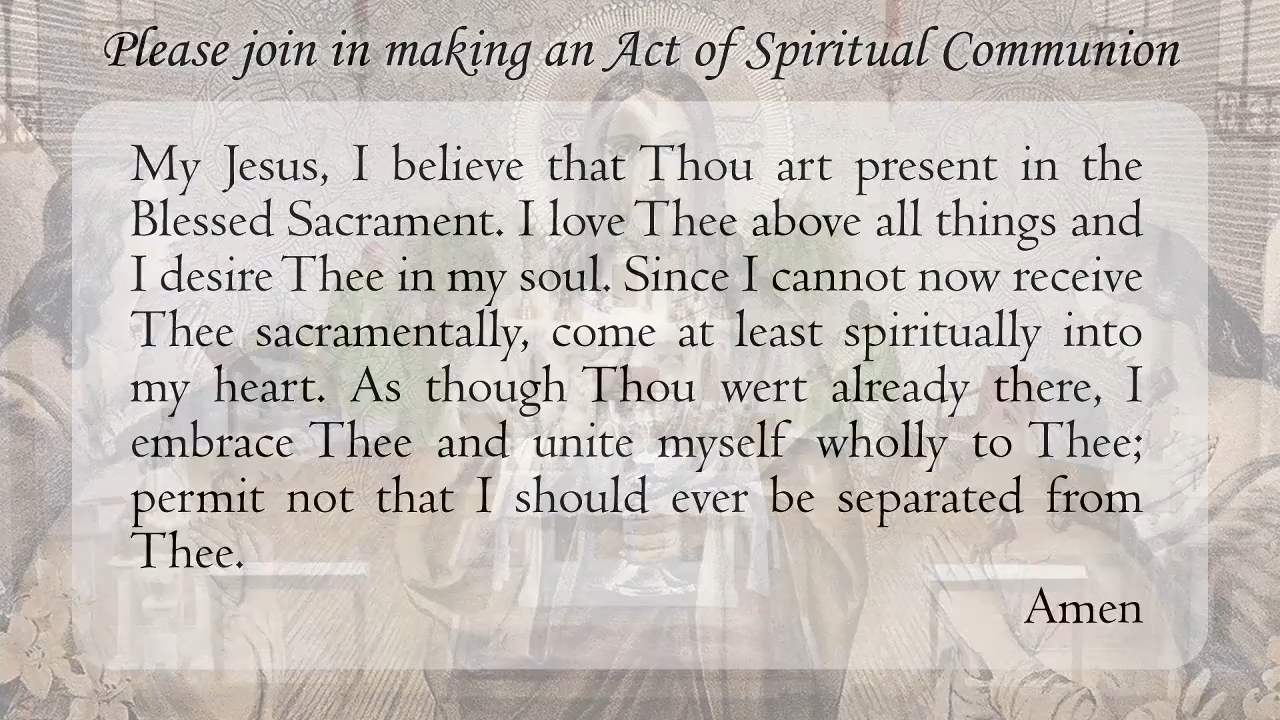 Please join in making an Act of Spiritual Communion
My Jesus, I believe that Thou art present in the
Blessed Sacrament. I love Thee above all things and
I desire Thee in my soul. Since I cannot now receive
Thee sacramentally, come at least spiritually into
my heart. As though Thou wert already there, I
embrace Thee and unite myself wholly to Thee;
permit not that I should ever be separated from
Thee.
Amen